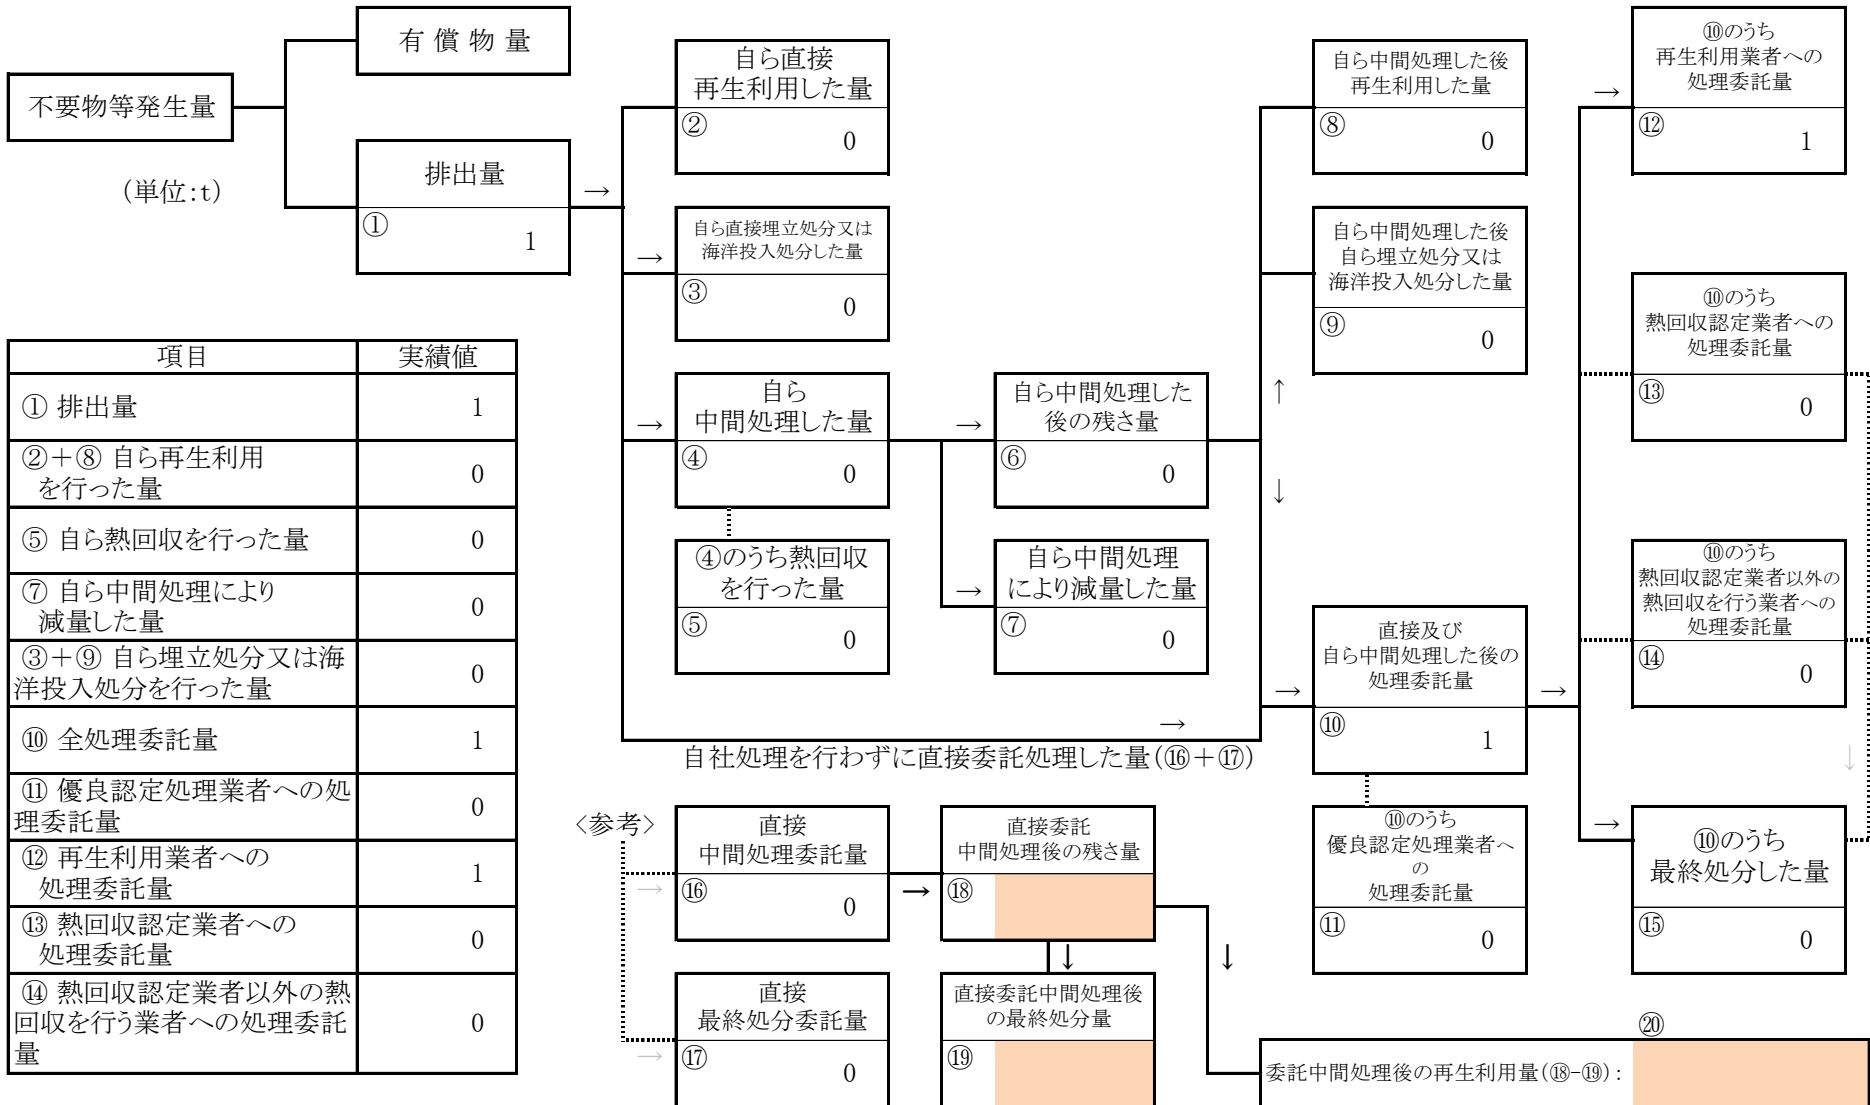 不要物等発生量
(単位:t)
有 償 物 量
排出量
①
1
→
自ら直接
再生利用した量
②
0
→
自ら直接埋立処分又は
海洋投入処分した量
③
0
→
自ら
中間処理した量
④
0
④のうち熱回収
を行った量
⑤
0
→
自ら中間処理した
後の残さ量
⑥
0
→
自ら中間処理
により減量した量
⑦
0
↑
↓
自ら中間処理した後
再生利用した量
⑧
0
自ら中間処理した後
自ら埋立処分又は
海洋投入処分した量
⑨
0
→
自社処理を行わずに直接委託処理した量(⑯+⑰)
→
直接及び
自ら中間処理した後の
処理委託量
⑩
1
⑩のうち
優良認定処理業者へ
の
処理委託量
⑪
0
→
→
⑩のうち
再生利用業者への
処理委託量
⑫
1
⑩のうち
熱回収認定業者への
処理委託量
⑬
0
⑩のうち
熱回収認定業者以外の
熱回収を行う業者への
処理委託量
⑭
0
↓
→
⑩のうち
最終処分した量
⑮
0
項目 実績値
① 排出量 1
②+⑧ 自ら再生利用
を行った量 0
⑤ 自ら熱回収を行った量 0
⑦ 自ら中間処理により
減量した量 0
③+⑨ 自ら埋立処分又は海
洋投入処分を行った量 0
⑩ 全処理委託量 1
⑪ 優良認定処理業者への処
理委託量 0
⑫ 再生利用業者への
処理委託量 1
⑬ 熱回収認定業者への
処理委託量 0
⑭ 熱回収認定業者以外の熱
回収を行う業者への処理委託
量 0
<参考>
→
直接
中間処理委託量
⑯
0
→
直接委託
中間処理後の残さ量
⑱
↓
↓
→
直接
最終処分委託量
⑰
0
直接委託中間処理後
の最終処分量
⑲
⑳
委託中間処理後の再生利用量(⑱-⑲) :